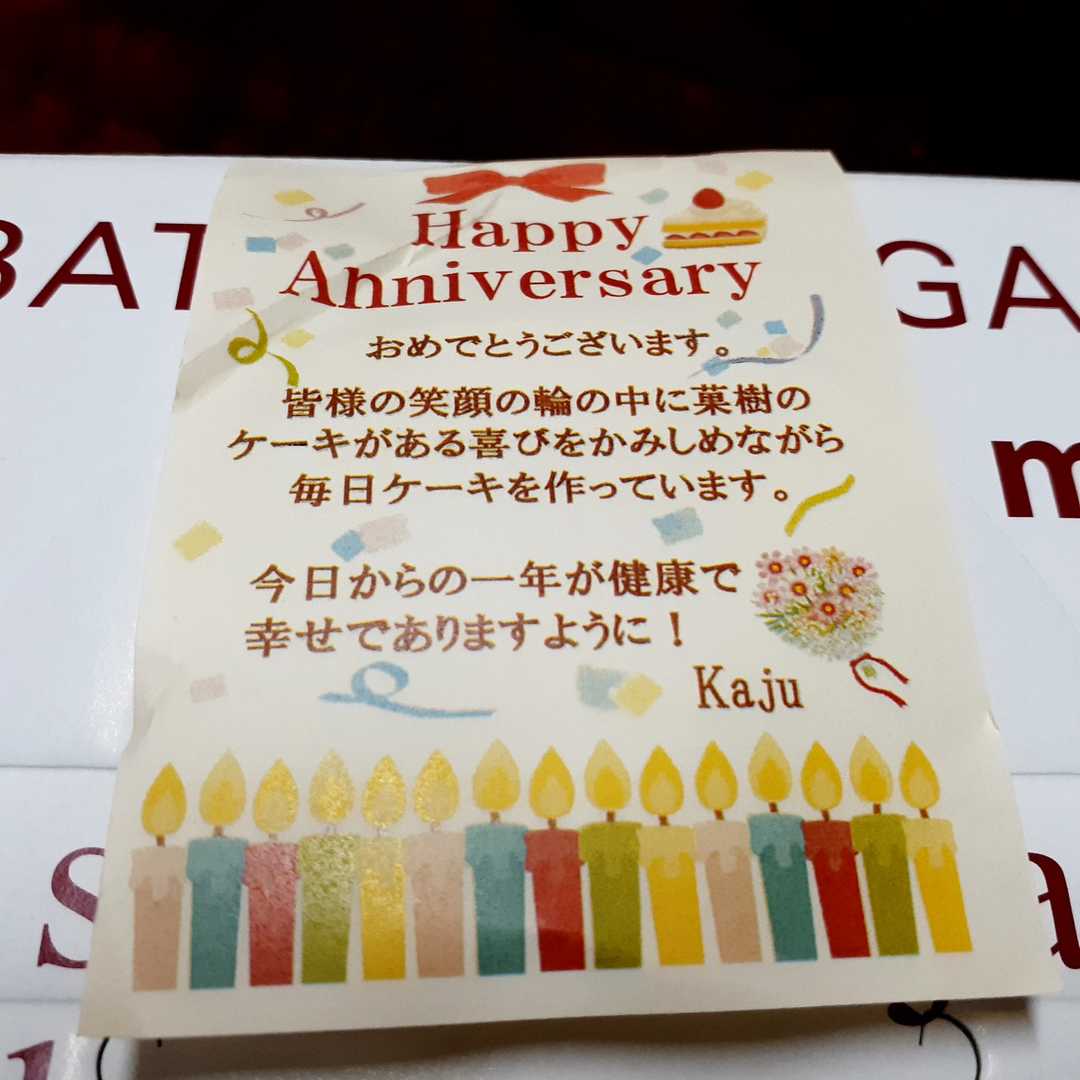 Happy
Anniversary
おめでとうございます。
皆様の笑顔の輪の中に菓樹の
ケーキがある喜びをかみしめながら
毎日ケーキを作っています。
今日からの一年が健康で
幸せでありますように！
Kaju
BAT
GA
m
S
a